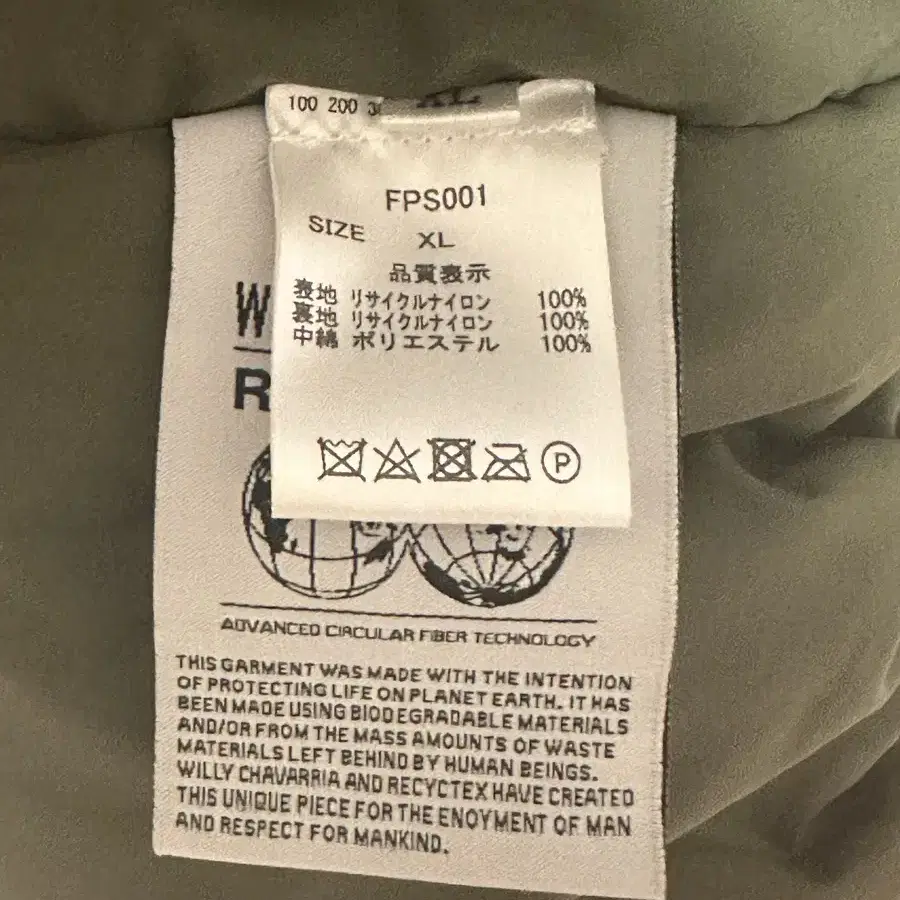 100 200 3
XL
FPS001
SIZE XL
品質表示
表地 リサイクルナイロン 100%
裏地 リサイクルナイロン 100%
中綿 ポリエステル 100%
P
W
R
ADVANCED CIRCULAR FIBER TECHNOLOGY
THIS GARMENT WAS MADE WITH THE INTENTION
OF PROTECTING LIFE ON PLANET EARTH. IT HAS
BEEN MADE USING BIODEGRADABLE MATERIALS
AND/OR FROM THE MASS AMOUNTS OF WASTE
MATERIALS LEFT BEHIND BY HUMAN BEINGS.
WILLY CHAVARRIA AND RECYCTEX HAVE CREATED
THIS UNIQUE PIECE FOR THE ENOYMENT OF MAN
AND RESPECT FOR MANKIND.